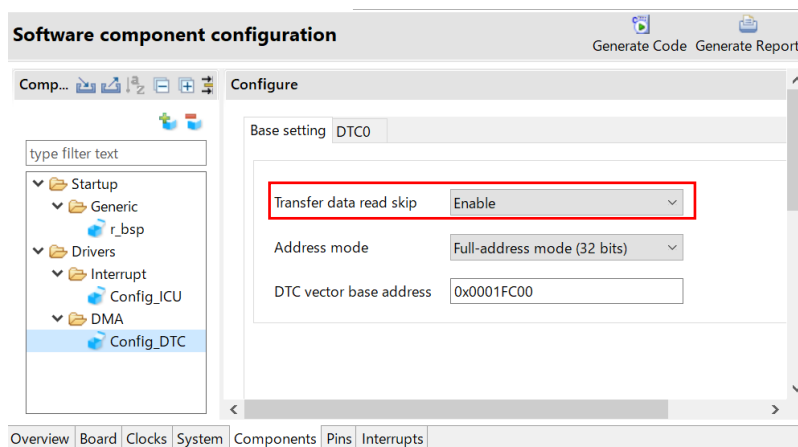 Software component configuration
Generate Code Generate Report
Comp...
Configure
type filter text
Startup
Generic
r_bsp
Drivers
Interrupt
Config_ICU
DMA
Config_DTC
Base setting DTC0
Transfer data read skip Enable
Address mode Full-address mode (32 bits)
DTC vector base address 0x0001FC00
Overview Board Clocks System Components Pins Interrupts